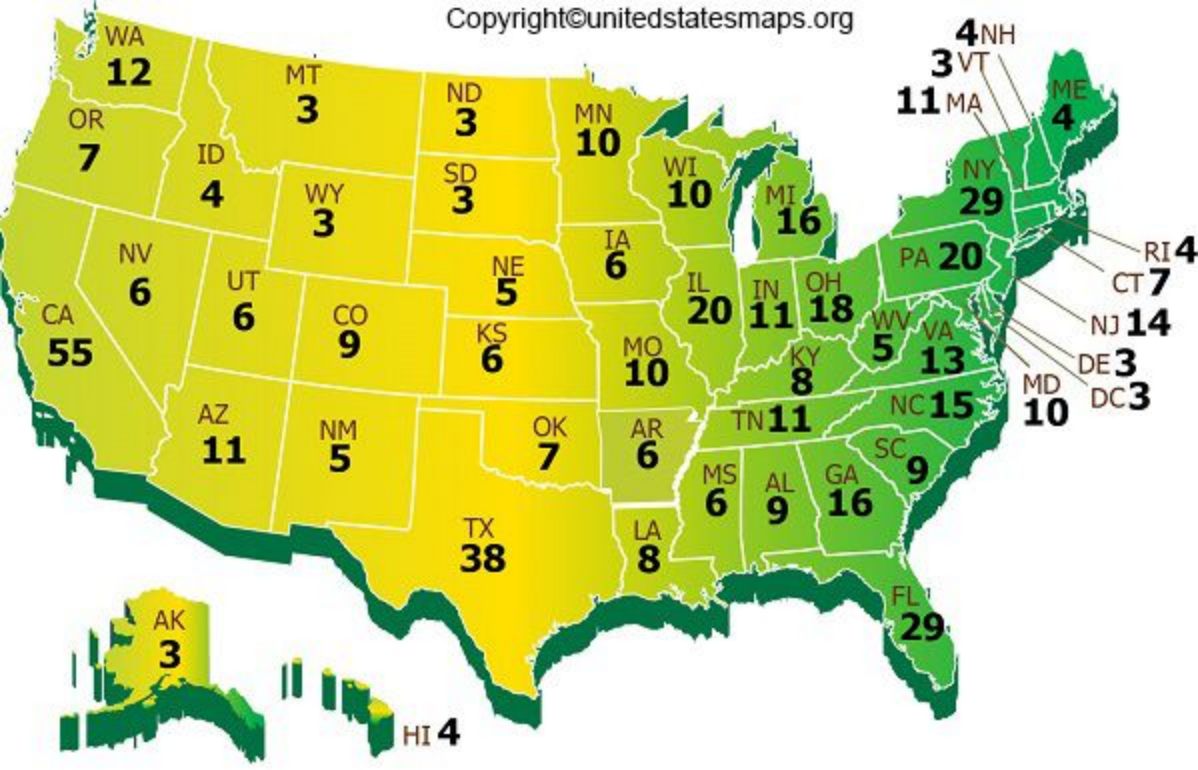 Copyright©unitedstatesmaps.org
WA
12
OR
7
CA
55
NV
6
ID
4
MT
3
WY
3
UT
6
CO
9
AZ
11
NM
5
ND
3
SD
3
NE
5
KS
6
OK
7
TX
38
MN
10
IA
6
MO
10
AR
6
LA
8
WI
10
IL
20
MI
16
IN
11
OH
18
KY
8
TN 11
MS
6
AL
9
GA
16
FL
29
SC
9
NC 15
VA
13
WV
5
PA 20
NY
29
ME
4
4 NH
3 VT
11 MA
RI 4
CT 7
NJ 14
DE 3
DC 3
MD
10
AK
3
HI 4